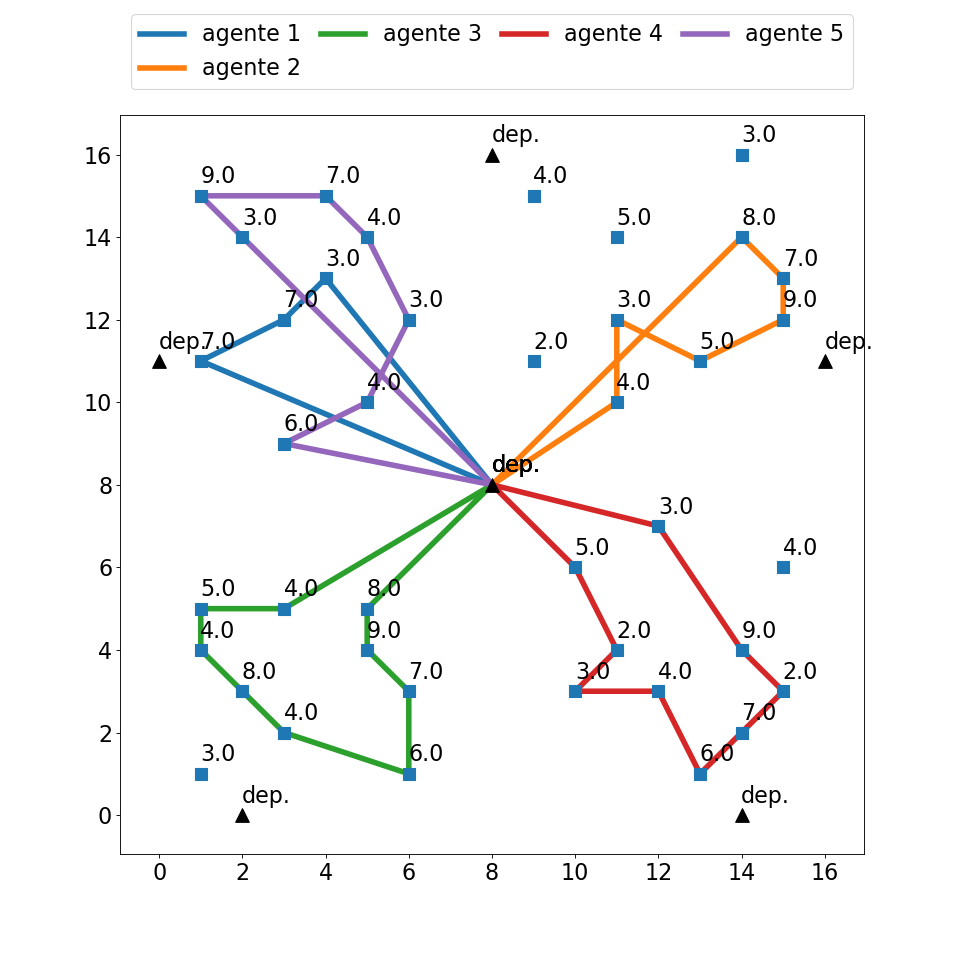 agente 1 agente 3 agente 4 agente 5
agente 2
dep. 3.0
16
9.0 7.0 4.0
3.0 4.0 5.0 8.0
14
3.0 7.0
7.0 3.0 3.0 9.0
12
dep. 7.0 2.0 5.0 dep.
4.0 4.0
10
6.0
dep. dep.
8
3.0
5.0 4.0
6
5.0 4.0 8.0
4.0 9.0 2.0 9.0
4
8.0 7.0 3.0 4.0 2.0
4.0 7.0
2
3.0 6.0 6.0
dep. dep.
0
0 2 4 6 8 10 12 14 16